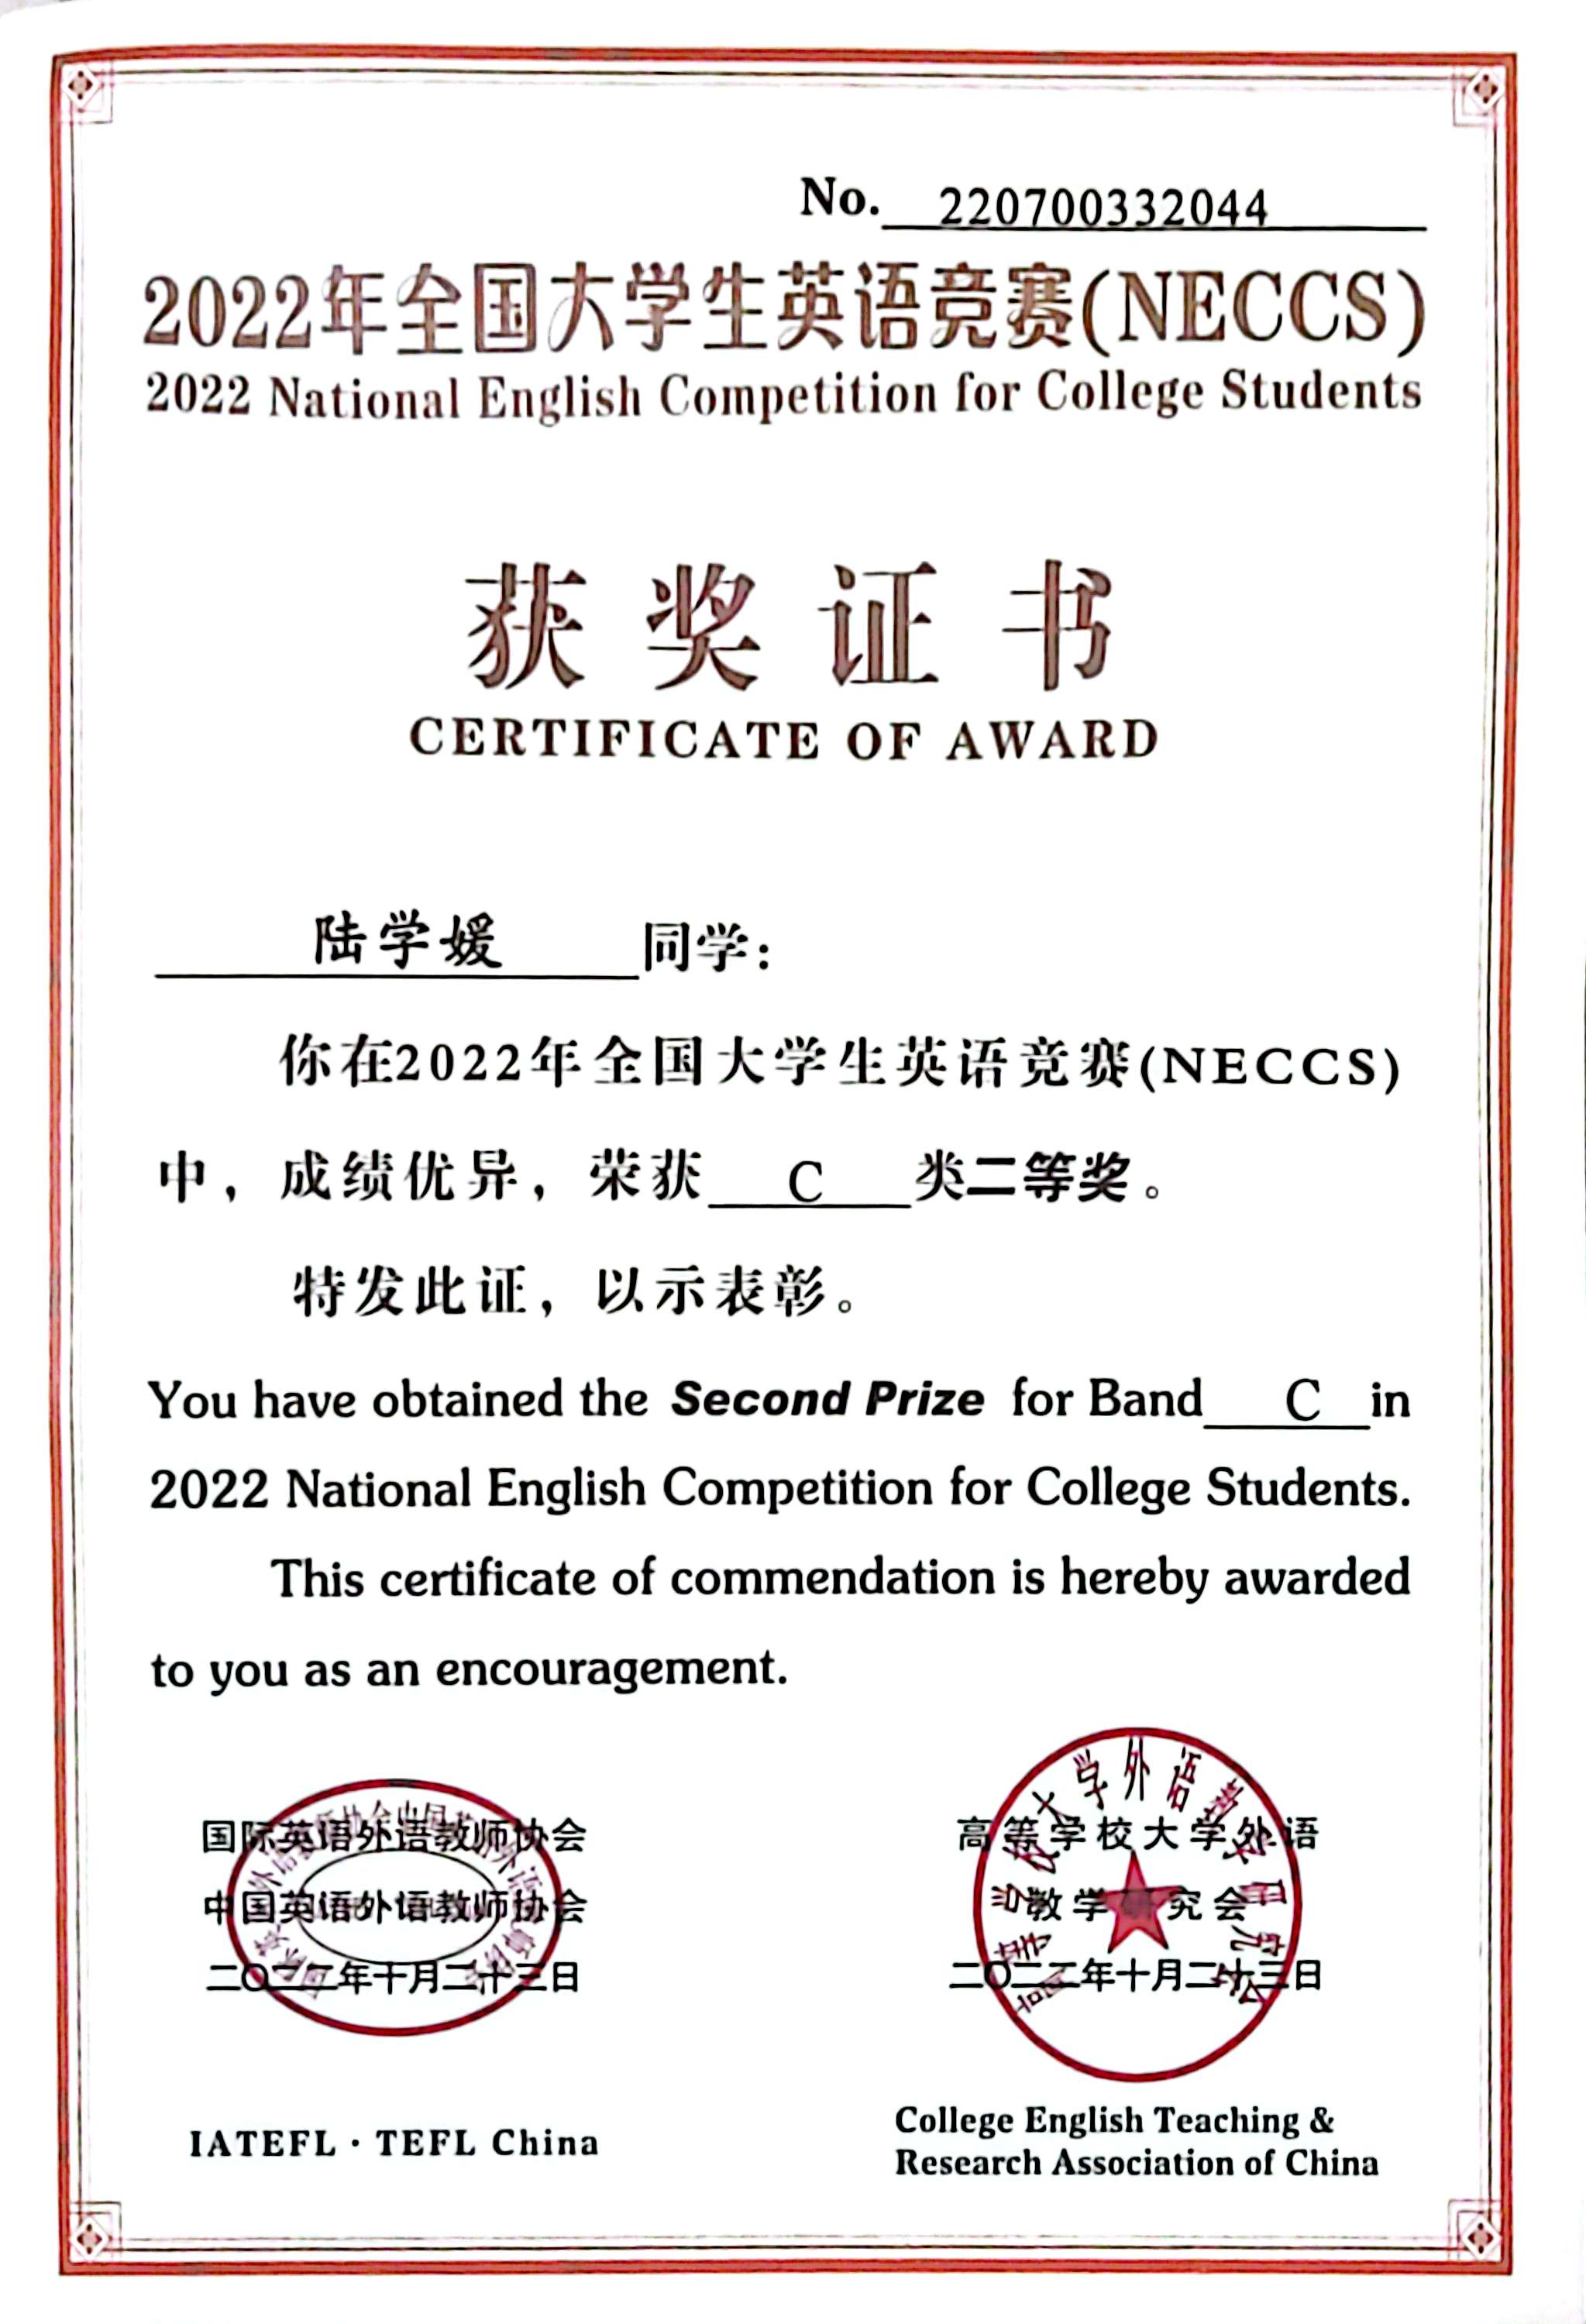 No. 220700332044
2022年全国大学生英语竞赛(NECCS)
2022 National English Competition for College Students
获奖证书
CERTIFICATE OF AWARD
陆学媛 同学:
你在2022年全国大学生英语竞赛(NECCS)
中，成绩优异，荣获 C 类二等奖。
特发此证，以示表彰。
You have obtained the Second Prize for Band C in
2022 National English Competition for College Students.
This certificate of commendation is hereby awarded
to you as an encouragement.
国际英语外语教师协会
中国英语外语教师协会
二〇二二年十月二十三日
IATEFL · TEFL China
高等学校大学外语
教学研究会
二〇二二年十月二十三日
College English Teaching &
Research Association of China